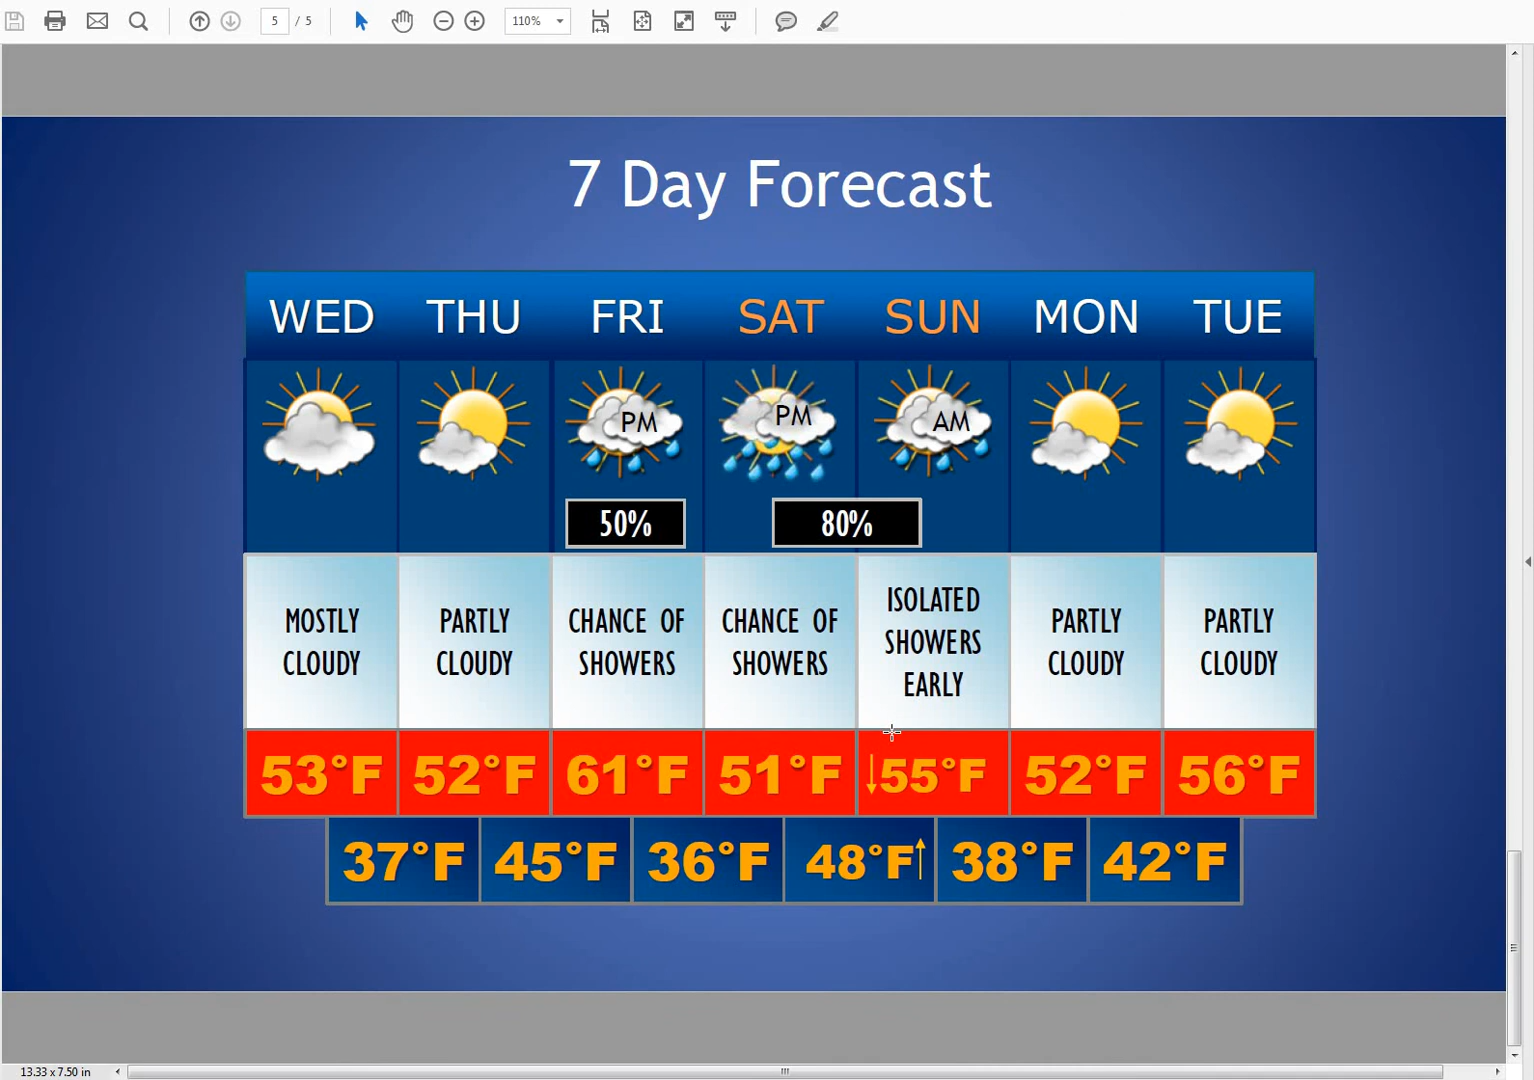 5 / 5
110%
7 Day Forecast
WED THU FRI SAT SUN MON TUE
PM PM AM
50% 80%
MOSTLY CLOUDY
PARTLY CLOUDY
CHANCE OF SHOWERS
CHANCE OF SHOWERS
ISOLATED SHOWERS EARLY
PARTLY CLOUDY
PARTLY CLOUDY
53°F 52°F 61°F 51°F ↓55°F 52°F 56°F
37°F 45°F 36°F 48°F↑ 38°F 42°F
13.33 x 7.50 in